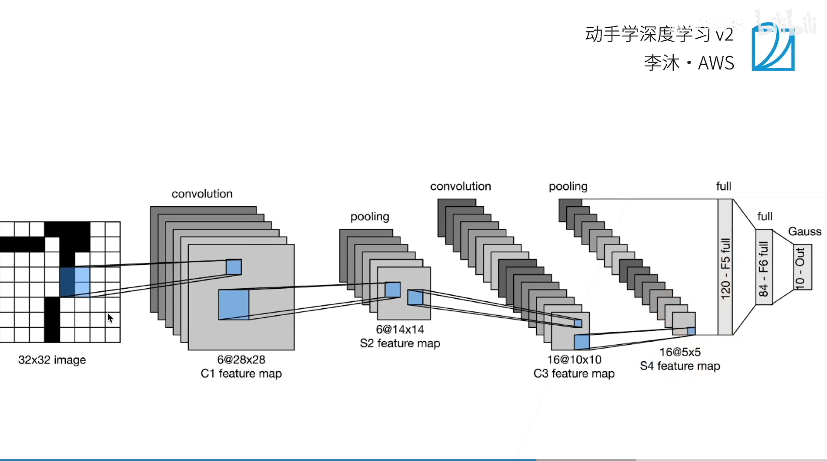 动手学深度学习 v2
李沐·AWS
bilibili
convolution
pooling
convolution
pooling
full
full
Gauss
120 - F5 full
84 - F6 full
10 - Out
32x32 image
6@28x28
C1 feature map
6@14x14
S2 feature map
16@10x10
C3 feature map
16@5x5
S4 feature map